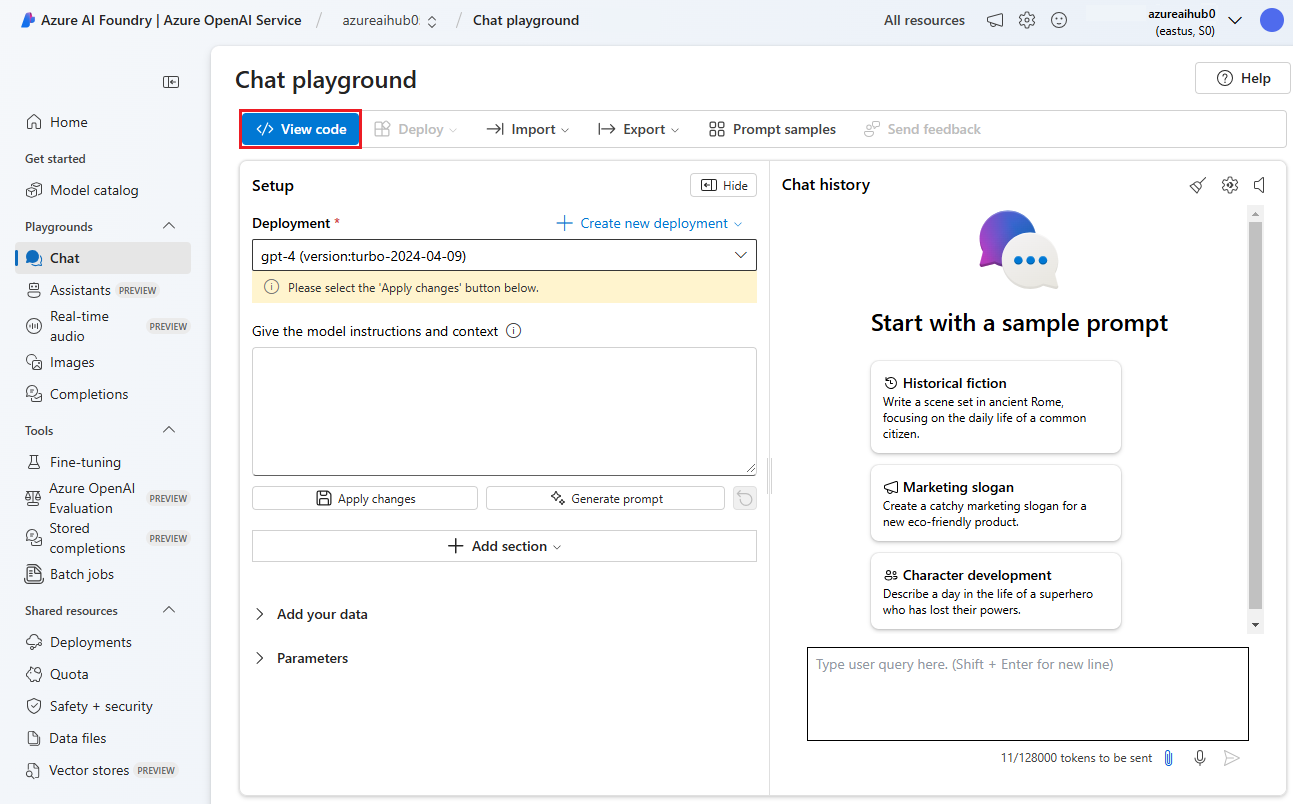 Azure AI Foundry | Azure OpenAI Service / azureaihub0 / Chat playground
All resources
azureaihub0
(eastus, S0)
Home
Get started
Model catalog
Playgrounds
Chat
Assistants PREVIEW
Real-time
audio
PREVIEW
Images
Completions
Tools
Fine-tuning
Azure OpenAI
Evaluation
PREVIEW
Stored
completions
PREVIEW
Batch jobs
Shared resources
Deployments
Quota
Safety + security
Data files
Vector stores PREVIEW
Chat playground
Help
</> View code
Deploy
Import
Export
Prompt samples
Send feedback
Setup
Hide
Deployment *
+ Create new deployment
gpt-4 (version:turbo-2024-04-09)
Please select the 'Apply changes' button below.
Give the model instructions and context
Apply changes
Generate prompt
+ Add section
Add your data
Parameters
Chat history
Start with a sample prompt
Historical fiction
Write a scene set in ancient Rome,
focusing on the daily life of a common
citizen.
Marketing slogan
Create a catchy marketing slogan for a
new eco-friendly product.
Character development
Describe a day in the life of a superhero
who has lost their powers.
Type user query here. (Shift + Enter for new line)
11/128000 tokens to be sent